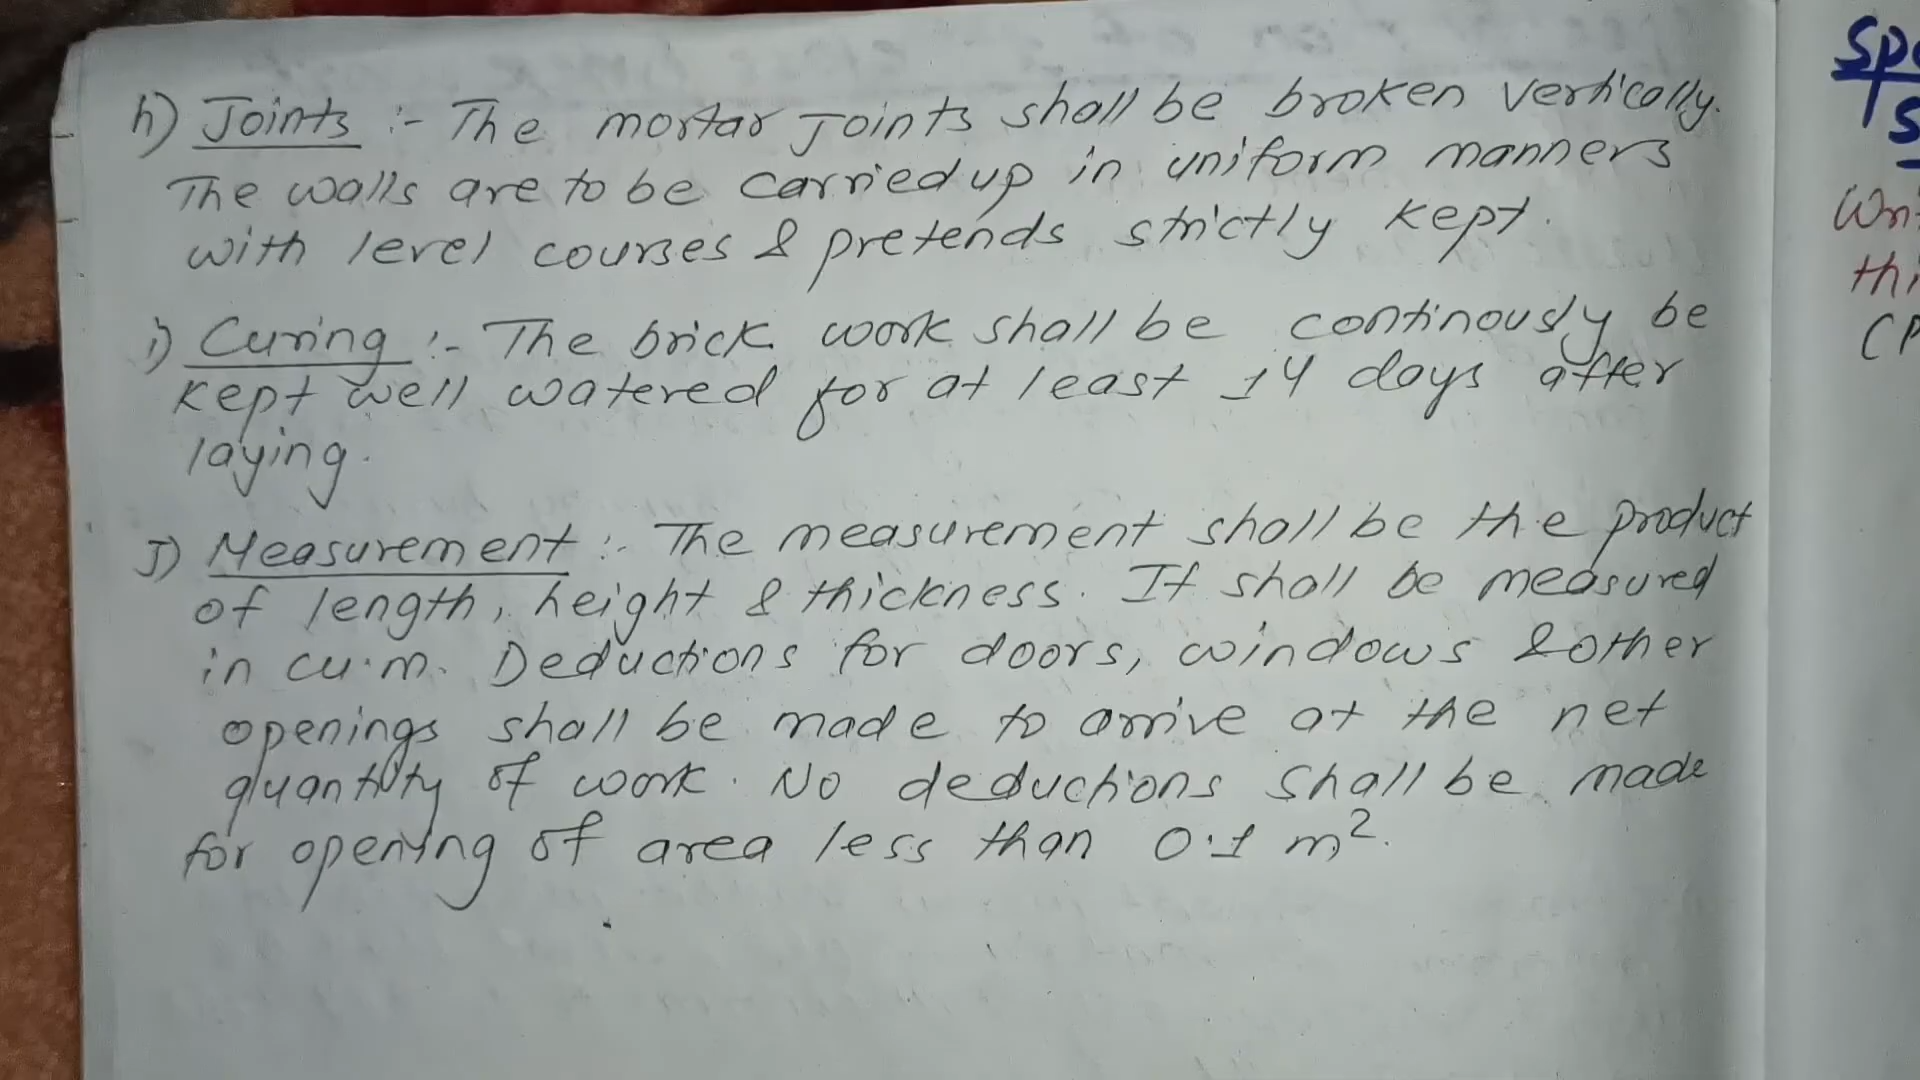 h) Joints :- The mortar Joints shall be broken vertically.
The walls are to be carried up in uniform manners
with level courses & pretends strictly kept.
i) Curing :- The brick work shall be continously be
kept well watered for at least 14 days after
laying.
J) Measurement :- The measurement shall be the product
of length, height & thickness. It shall be measured
in cu.m. Deductions for doors, windows & other
openings shall be made to arrive at the net
quantity of work. No deductions shall be made
for opening of area less than 0.1 m².